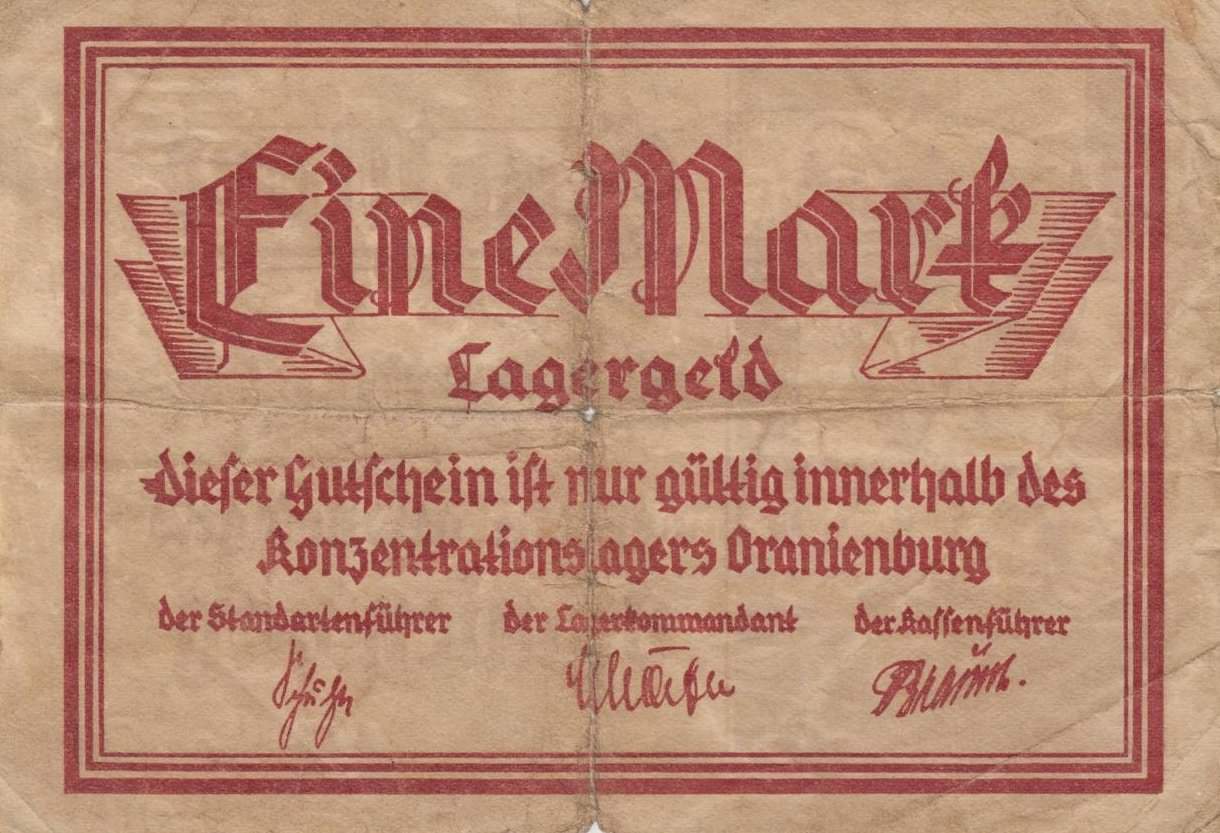 Eine Mark
Lagergeld
Dieser Gutschein ist nur gültig innerhalb des
Konzentrationslagers Oranienburg
der Standartenführer der Lagerkommandant der Kassenführer